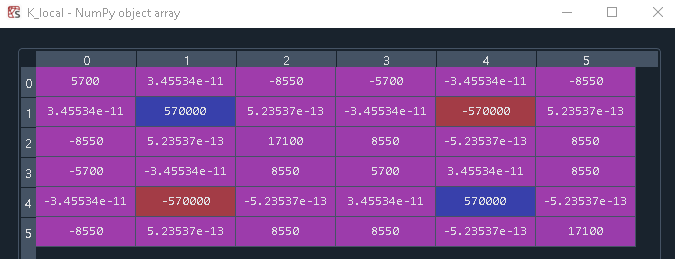 K_local - NumPy object array
0 1 2 3 4 5
0 5700 3.45534e-11 -8550 -5700 -3.45534e-11 -8550
1 3.45534e-11 570000 5.23537e-13 -3.45534e-11 -570000 5.23537e-13
2 -8550 5.23537e-13 17100 8550 -5.23537e-13 8550
3 -5700 -3.45534e-11 8550 5700 3.45534e-11 8550
4 -3.45534e-11 -570000 -5.23537e-13 3.45534e-11 570000 -5.23537e-13
5 -8550 5.23537e-13 8550 8550 -5.23537e-13 17100